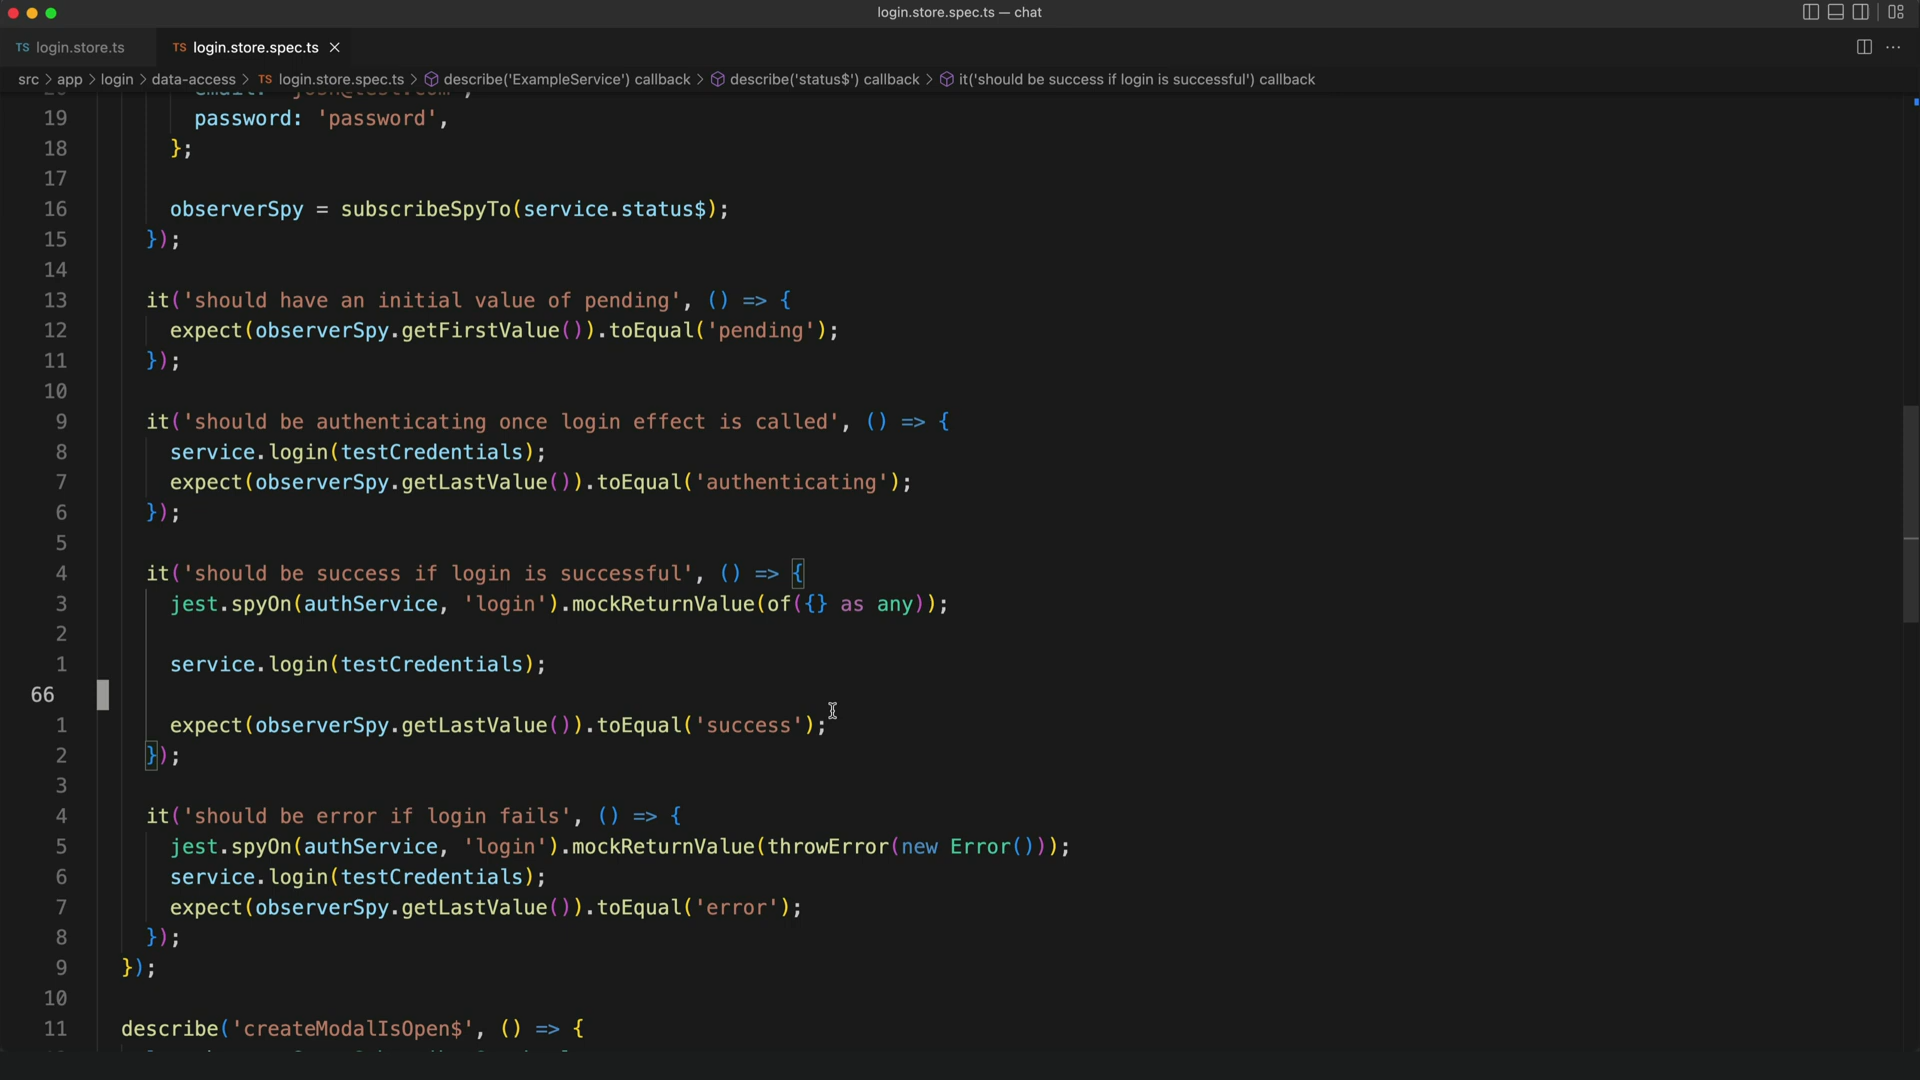 login.store.spec.ts — chat
TS login.store.ts TS login.store.spec.ts
src > app > login > data-access > TS login.store.spec.ts > describe('ExampleService') callback > describe('status$') callback > it('should be success if login is successful') callback
19 password: 'password',
18 };
17
16 observerSpy = subscribeSpyTo(service.status$);
15 });
14
13 it('should have an initial value of pending', () => {
12 expect(observerSpy.getFirstValue()).toEqual('pending');
11 });
10
9 it('should be authenticating once login effect is called', () => {
8 service.login(testCredentials);
7 expect(observerSpy.getLastValue()).toEqual('authenticating');
6 });
5
4 it('should be success if login is successful', () => {
3 jest.spyOn(authService, 'login').mockReturnValue(of({} as any));
2
1 service.login(testCredentials);
66
1 expect(observerSpy.getLastValue()).toEqual('success');
2 });
3
4 it('should be error if login fails', () => {
5 jest.spyOn(authService, 'login').mockReturnValue(throwError(new Error()));
6 service.login(testCredentials);
7 expect(observerSpy.getLastValue()).toEqual('error');
8 });
9 });
10
11 describe('createModalIsOpen$', () => {